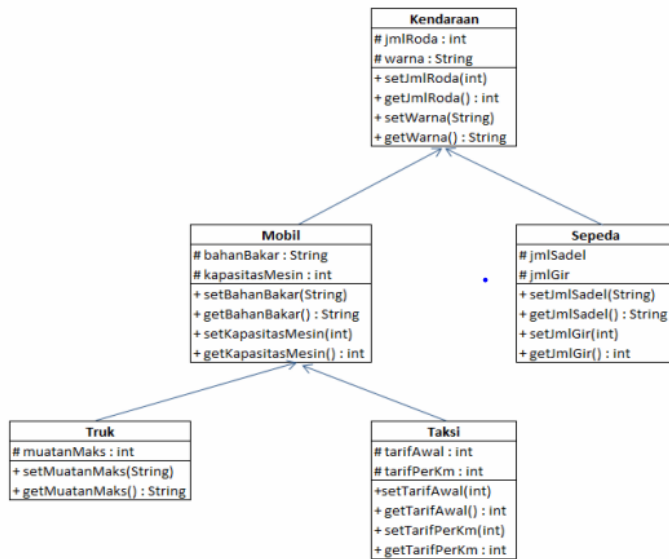 Kendaraan
# jmlRoda : int
# warna : String
+ setJmlRoda(int)
+ getJmlRoda() : int
+ setWarna(String)
+ getWarna() : String
Mobil
# bahanBakar : String
# kapasitasMesin : int
+ setBahanBakar(String)
+ getBahanBakar() : String
+ setKapasitasMesin(int)
+ getKapasitasMesin() : int
Sepeda
# jmlSadel
# jmlGir
+ setJmlSadel(String)
+ getJmlSadel() : String
+ setJmlGir(int)
+ getJmlGir() : int
Truk
# muatanMaks : int
+ setMuatanMaks(String)
+ getMuatanMaks() : String
Taksi
# tarifAwal : int
# tarifPerKm : int
+setTarifAwal(int)
+ getTarifAwal() : int
+ setTarifPerKm(int)
+ getTarifPerKm : int